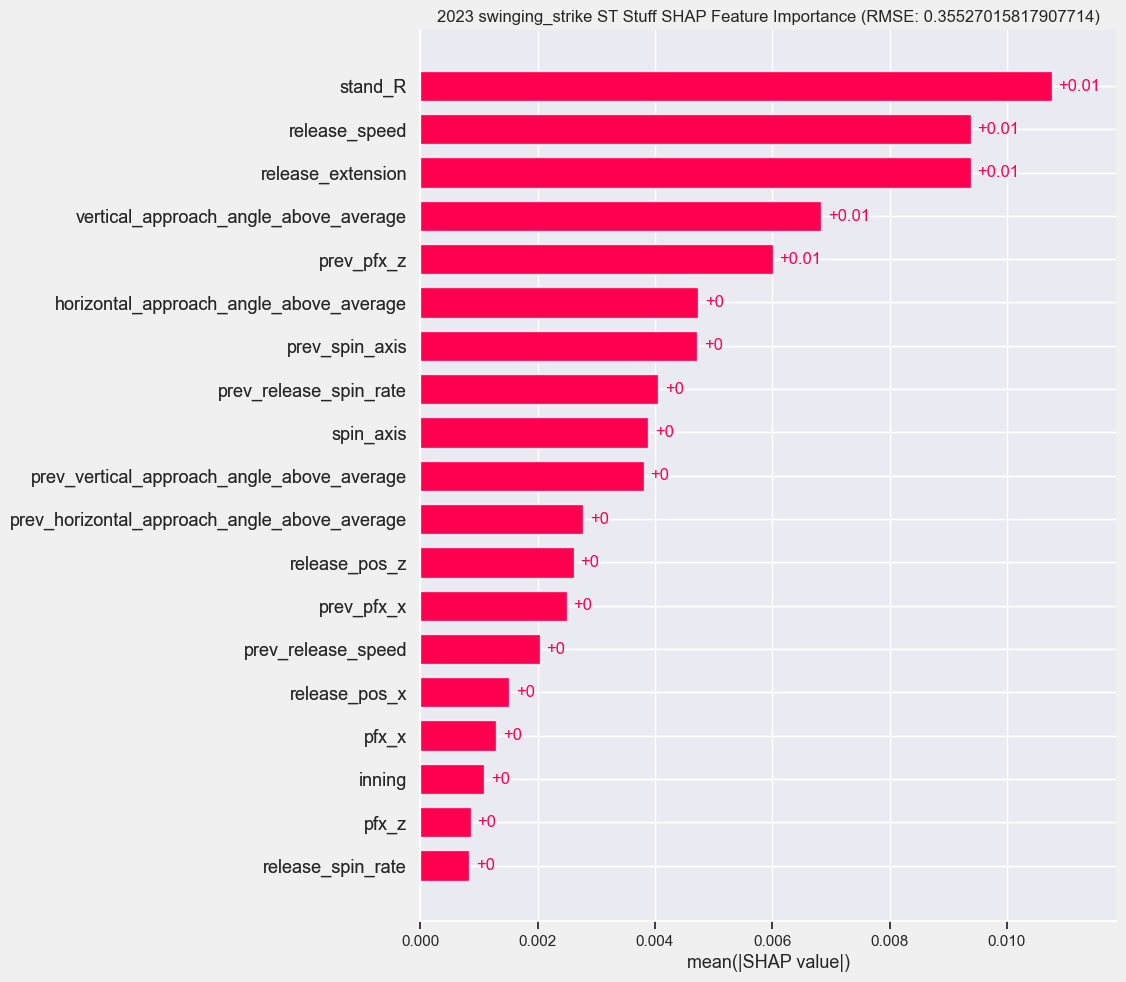 2023 swinging_strike ST Stuff SHAP Feature Importance (RMSE: 0.35527015817907714)
stand_R +0.01
release_speed +0.01
release_extension +0.01
vertical_approach_angle_above_average +0.01
prev_pfx_z +0.01
horizontal_approach_angle_above_average +0
prev_spin_axis +0
prev_release_spin_rate +0
spin_axis +0
prev_vertical_approach_angle_above_average +0
prev_horizontal_approach_angle_above_average +0
release_pos_z +0
prev_pfx_x +0
prev_release_speed +0
release_pos_x +0
pfx_x +0
inning +0
pfx_z +0
release_spin_rate +0
0.000 0.002 0.004 0.006 0.008 0.010
mean(|SHAP value|)